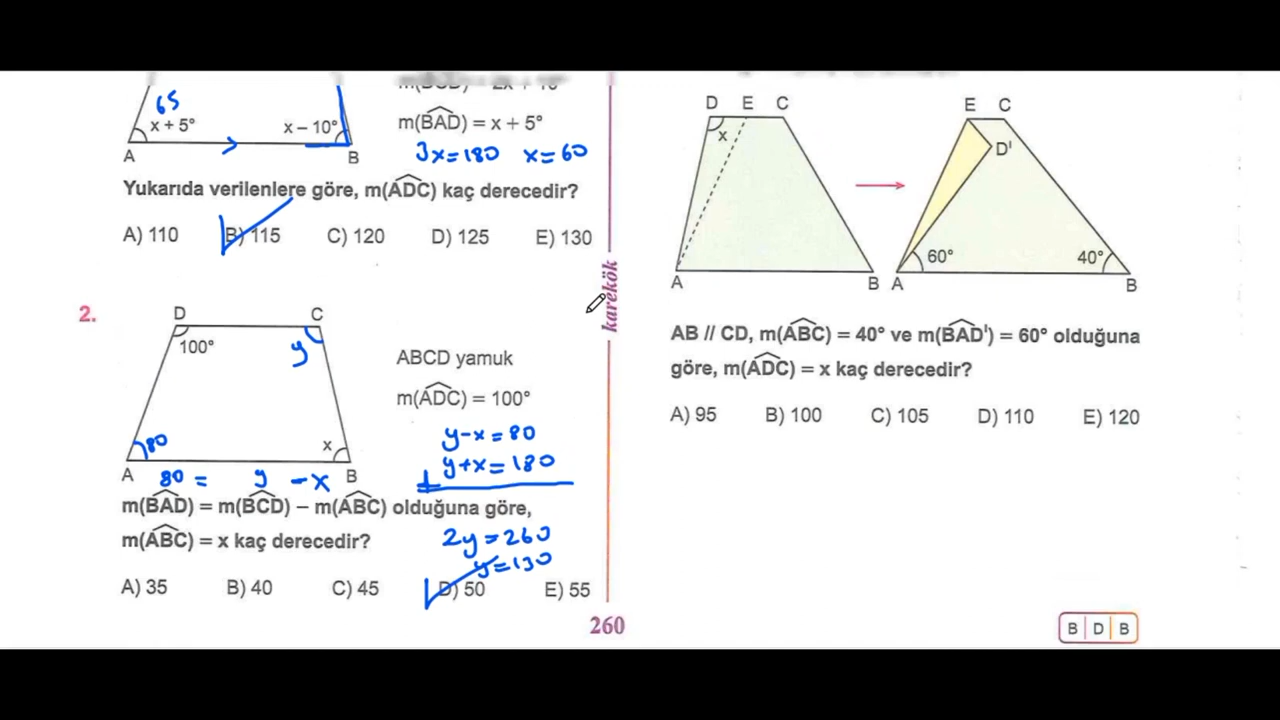 65
x + 5°
x – 10°
A
B
m(BAD) = x + 5°
3x=180 x=60
Yukarıda verilenlere göre, m(ADC) kaç derecedir?
A) 110 B) 115 C) 120 D) 125 E) 130
2.
D
C
100°
y
80
x
A
B
80 = y – x
ABCD yamuk
m(ADC) = 100°
y–x=80
y+x=180
+
m(BAD) = m(BCD) – m(ABC) olduğuna göre,
m(ABC) = x kaç derecedir?
2y=260
y=130
A) 35 B) 40 C) 45 D) 50 E) 55
karekök
260
D E C
x
A
B
E C
D'
60°
40°
A
B
AB // CD, m(ABC) = 40° ve m(BAD') = 60° olduğuna
göre, m(ADC) = x kaç derecedir?
A) 95 B) 100 C) 105 D) 110 E) 120
B D B